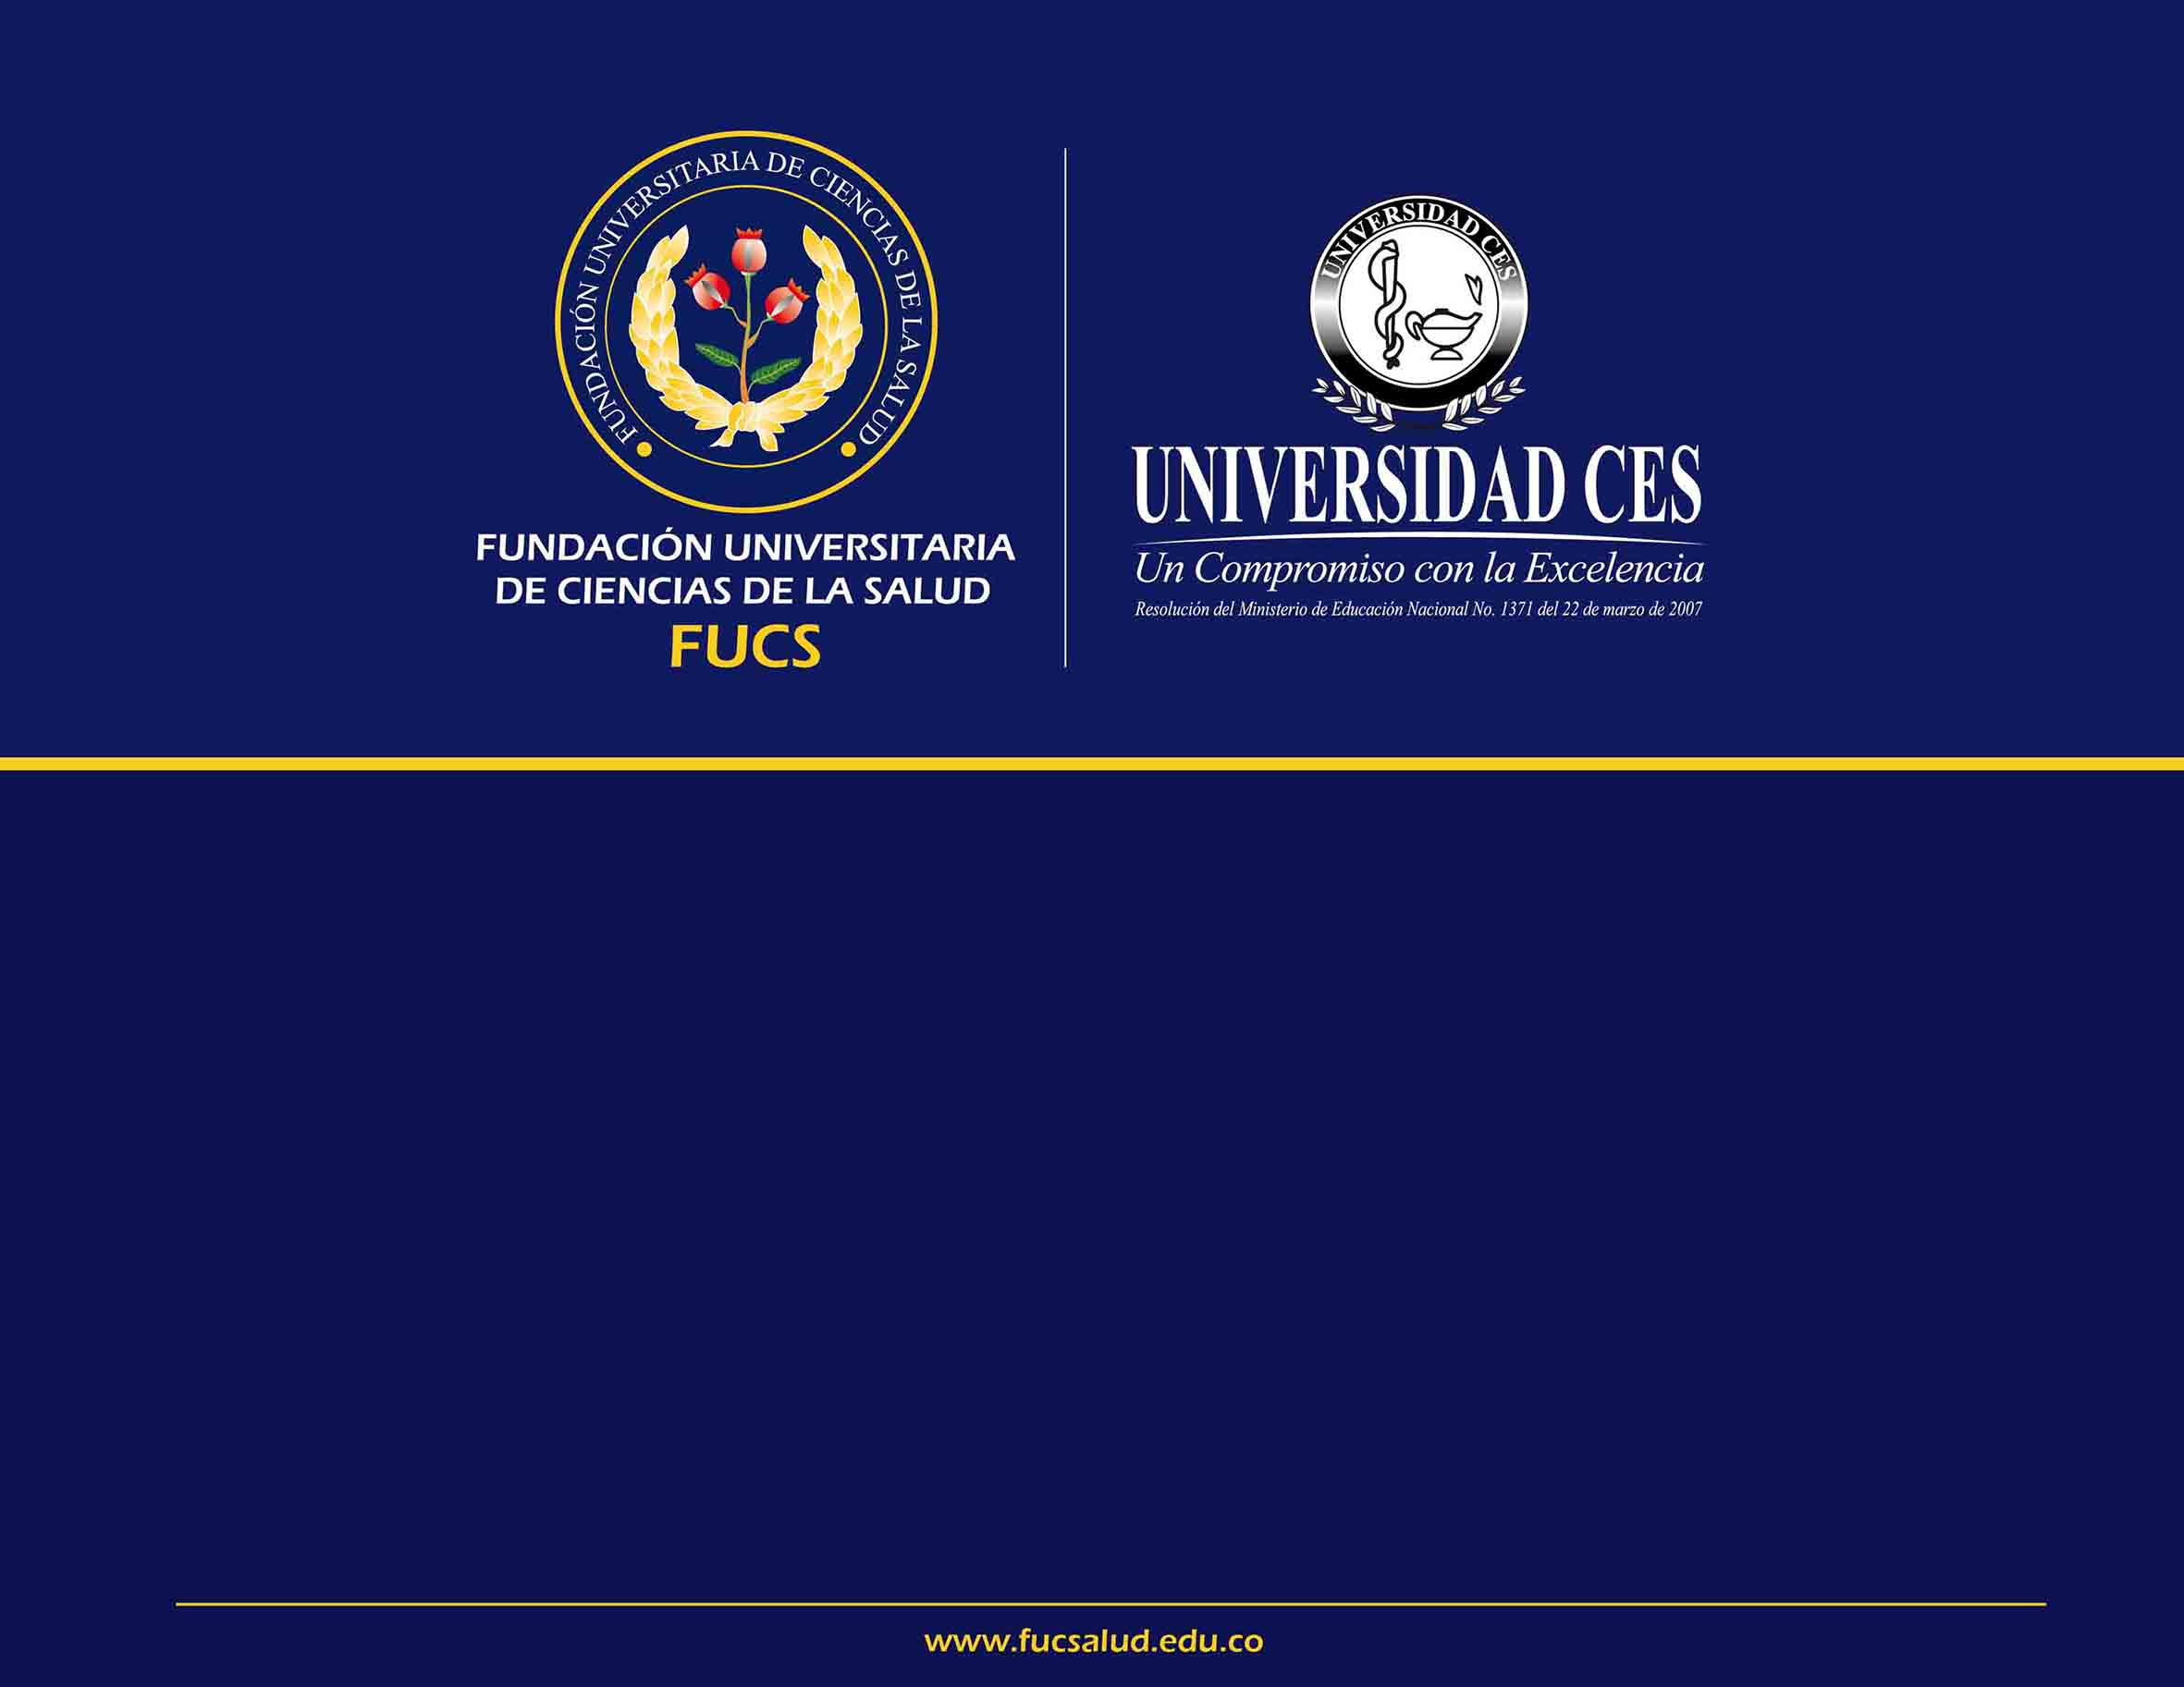 FUNDACIÓN UNIVERSITARIA DE CIENCIAS DE LA SALUD
FUNDACIÓN UNIVERSITARIA
DE CIENCIAS DE LA SALUD
FUCS
UNIVERSIDAD CES
UNIVERSIDAD CES
Un Compromiso con la Excelencia
Resolución del Ministerio de Educación Nacional No. 1371 del 22 de marzo de 2007
www.fucsalud.edu.co